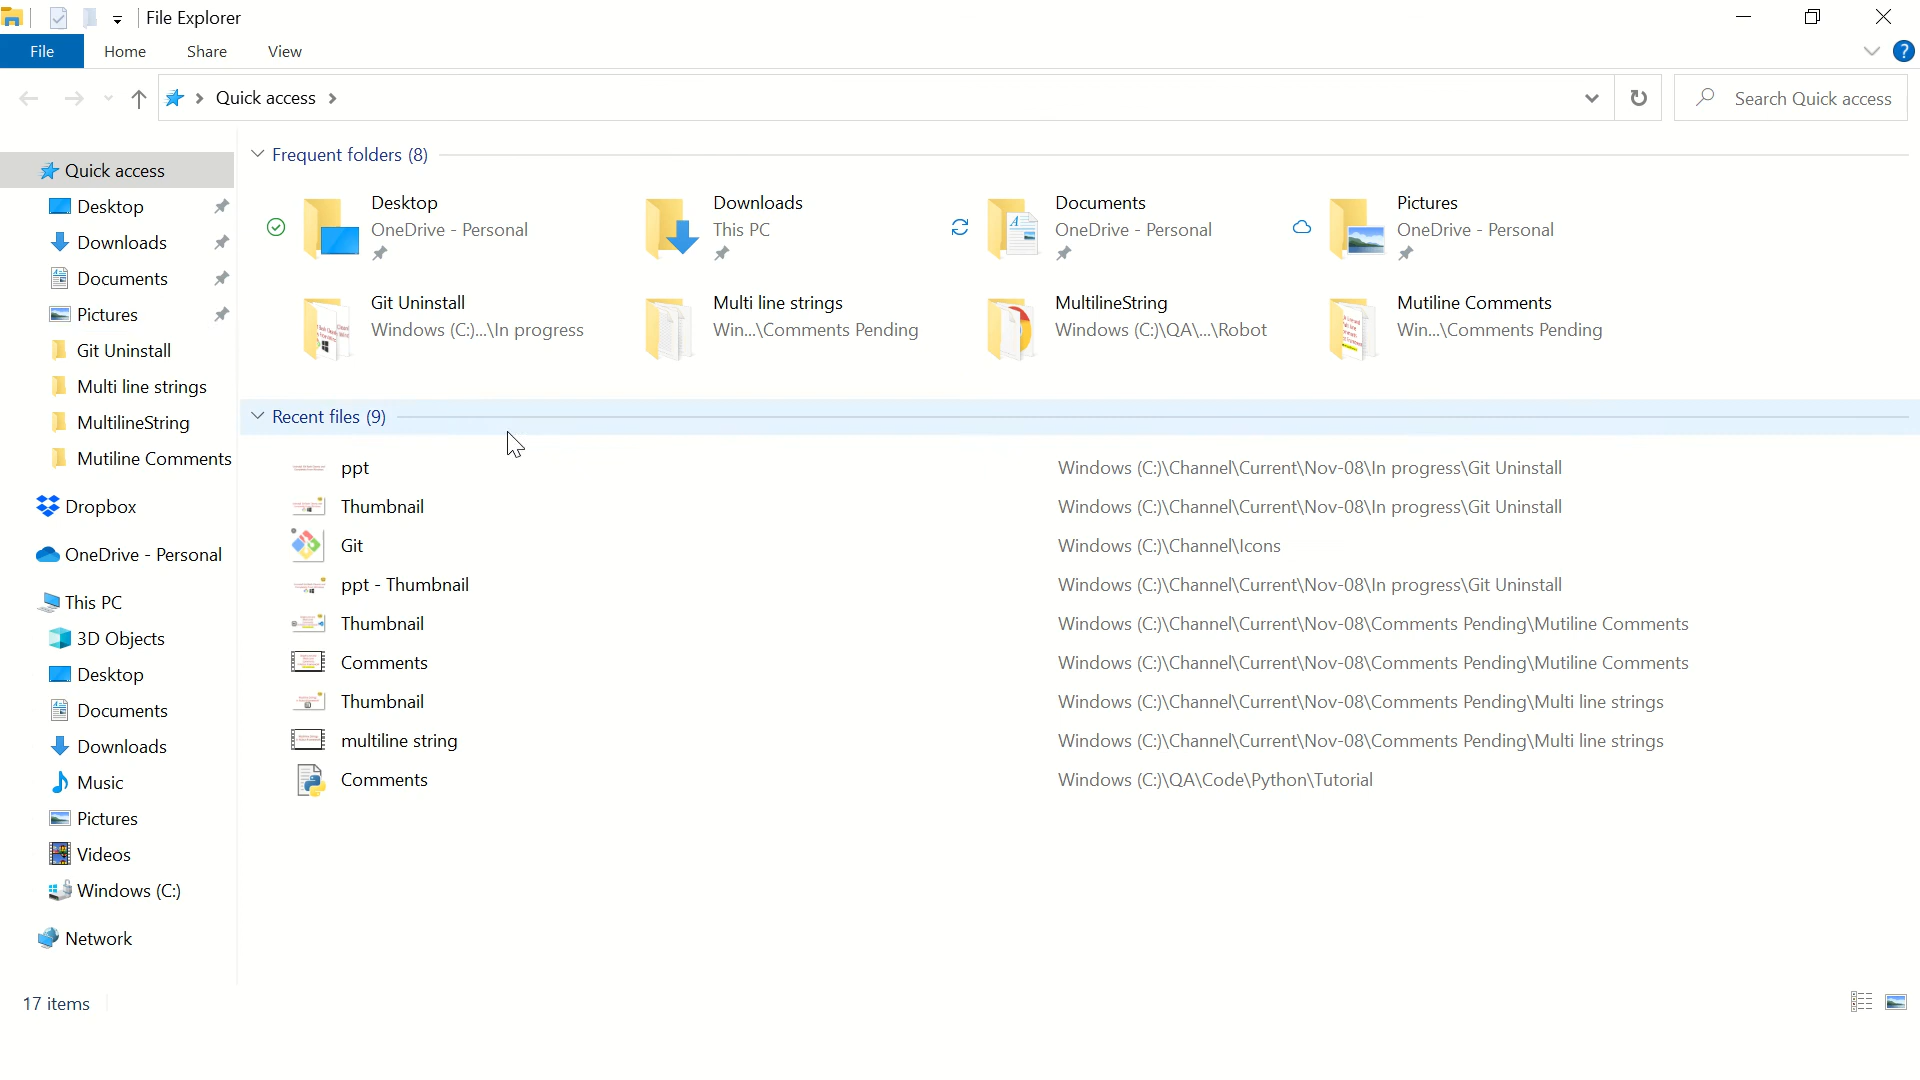 File Explorer
File
Home
Share
View
Quick access
Search Quick access
Quick access
Desktop
Downloads
Documents
Pictures
Git Uninstall
Multi line strings
MultilineString
Mutiline Comments
Dropbox
OneDrive - Personal
This PC
3D Objects
Desktop
Documents
Downloads
Music
Pictures
Videos
Windows (C:)
Network
Frequent folders (8)
Desktop
OneDrive - Personal
Downloads
This PC
Documents
OneDrive - Personal
Pictures
OneDrive - Personal
Git Uninstall
Windows (C:)...\In progress
Multi line strings
Win...\Comments Pending
MultilineString
Windows (C:)\QA\...\Robot
Mutiline Comments
Win...\Comments Pending
Recent files (9)
ppt Windows (C:)\Channel\Current\Nov-08\In progress\Git Uninstall
Thumbnail Windows (C:)\Channel\Current\Nov-08\In progress\Git Uninstall
Git Windows (C:)\Channel\Icons
ppt - Thumbnail Windows (C:)\Channel\Current\Nov-08\In progress\Git Uninstall
Thumbnail Windows (C:)\Channel\Current\Nov-08\Comments Pending\Mutiline Comments
Comments Windows (C:)\Channel\Current\Nov-08\Comments Pending\Mutiline Comments
Thumbnail Windows (C:)\Channel\Current\Nov-08\Comments Pending\Multi line strings
multiline string Windows (C:)\Channel\Current\Nov-08\Comments Pending\Multi line strings
Comments Windows (C:)\QA\Code\Python\Tutorial
17 items